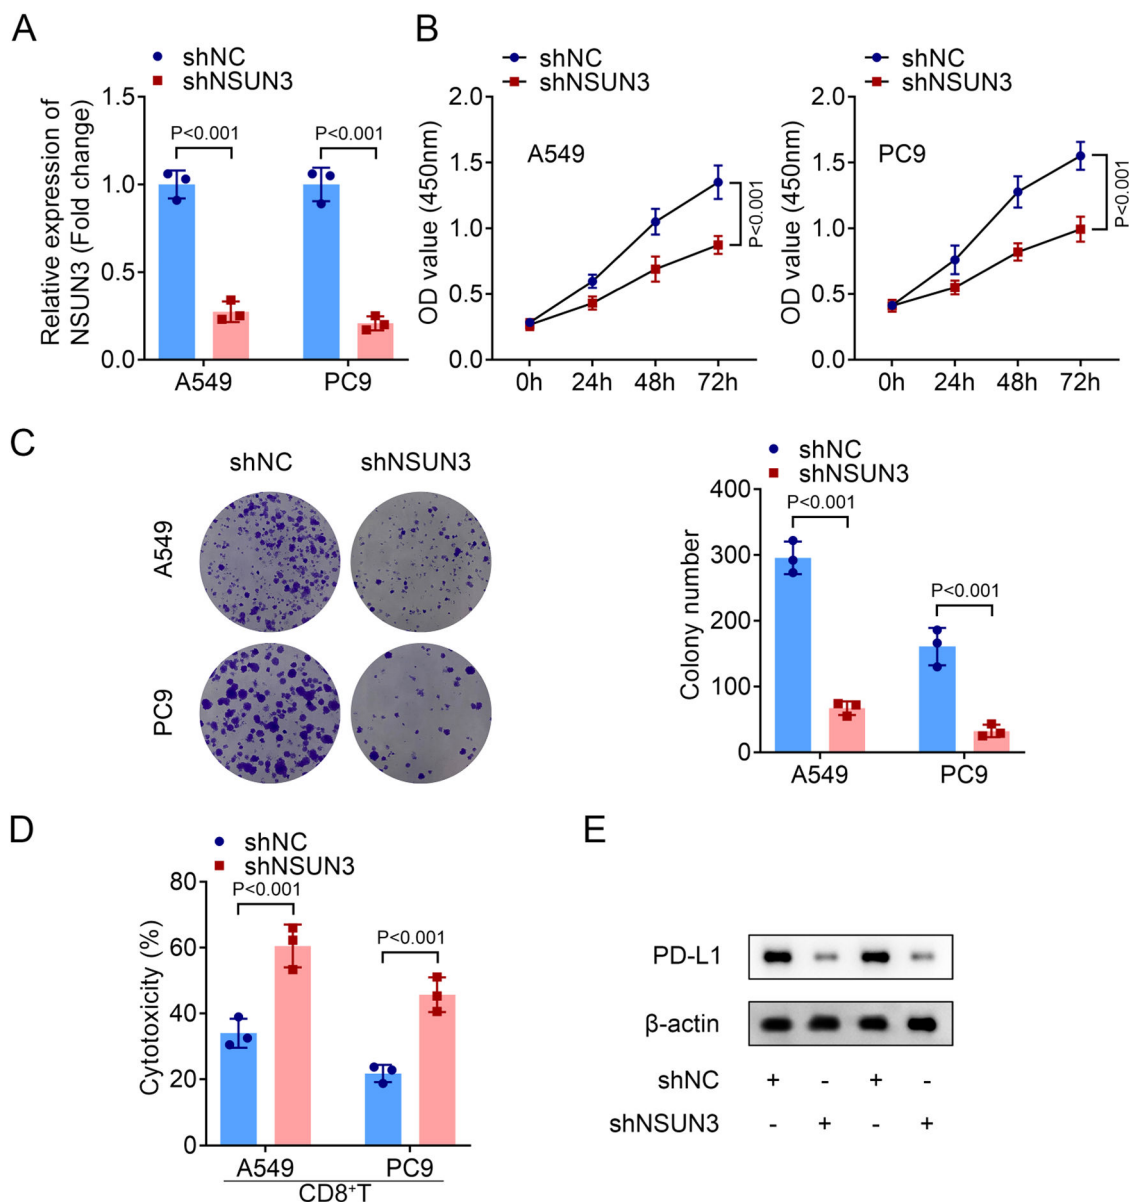 A
shNC
shNSUN3
Relative expression of
NSUN3 (Fold change)
1.5
1.0
0.5
0.0
P<0.001
P<0.001
A549
PC9
B
shNC
shNSUN3
OD value (450nm)
2.0
1.5
1.0
0.5
0.0
A549
P<0.001
0h 24h 48h 72h
shNC
shNSUN3
OD value (450nm)
2.0
1.5
1.0
0.5
0.0
PC9
P<0.001
0h 24h 48h 72h
C
shNC shNSUN3
A549
PC9
shNC
shNSUN3
Colony number
400
300
200
100
0
P<0.001
P<0.001
A549 PC9
D
shNC
shNSUN3
Cytotoxicity (%)
80
60
40
20
0
P<0.001
P<0.001
A549 PC9
CD8⁺T
E
PD-L1
β-actin
shNC + - + -
shNSUN3 - + - +